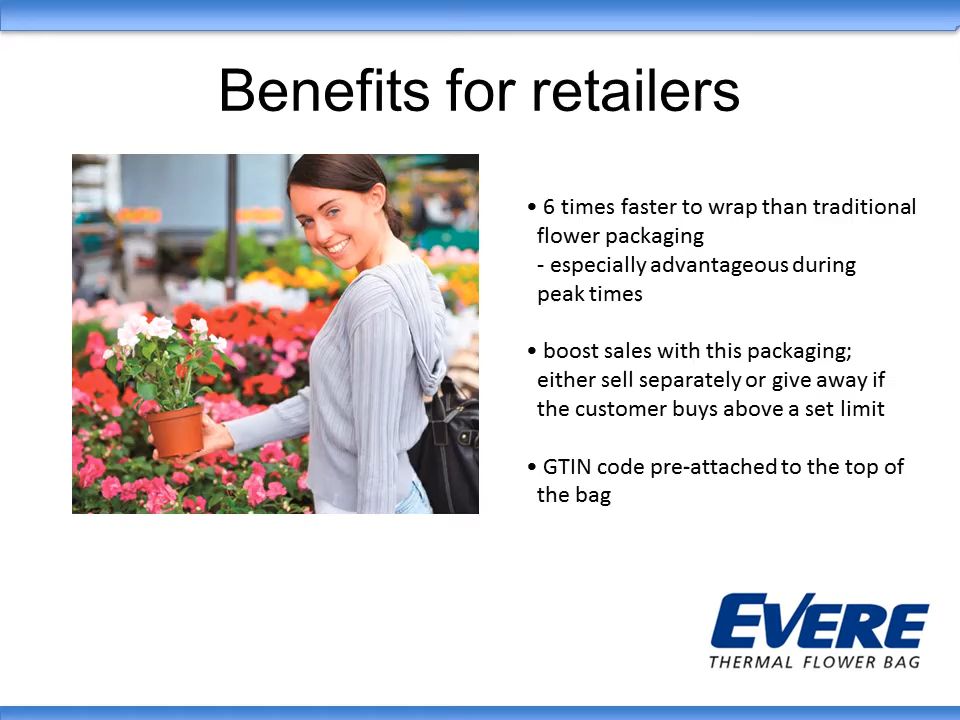 Benefits for retailers
• 6 times faster to wrap than traditional
flower packaging
- especially advantageous during
peak times
• boost sales with this packaging;
either sell separately or give away if
the customer buys above a set limit
• GTIN code pre-attached to the top of
the bag
EVERE
THERMAL FLOWER BAG